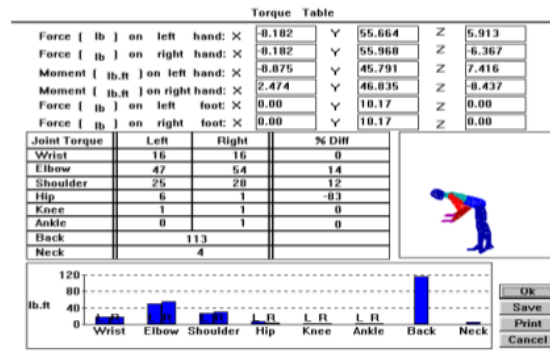 Torque Table
Force ( lb ) on left hand: X -8.182 Y 55.664 Z 5.913
Force ( lb ) on right hand: X -8.182 Y 55.968 Z -6.367
Moment ( lb.ft ) on left hand: X -8.875 Y 45.791 Z 7.416
Moment ( lb.ft ) on right hand: X 2.474 Y 46.835 Z -8.437
Force ( lb ) on left foot: X 0.00 Y 10.17 Z 0.00
Force ( lb ) on right foot: X 0.00 Y 10.17 Z 0.00
Joint Torque Left Right % Diff
Wrist 16 16 0
Elbow 47 54 14
Shoulder 25 28 12
Hip 6 1 -83
Knee 1 1 0
Ankle 0 1 0
Back 113
Neck 4
120
80
lb.ft
40
0
L R L R L R L R L R L R
Wrist Elbow Shoulder Hip Knee Ankle Back Neck
Ok
Save
Print
Cancel